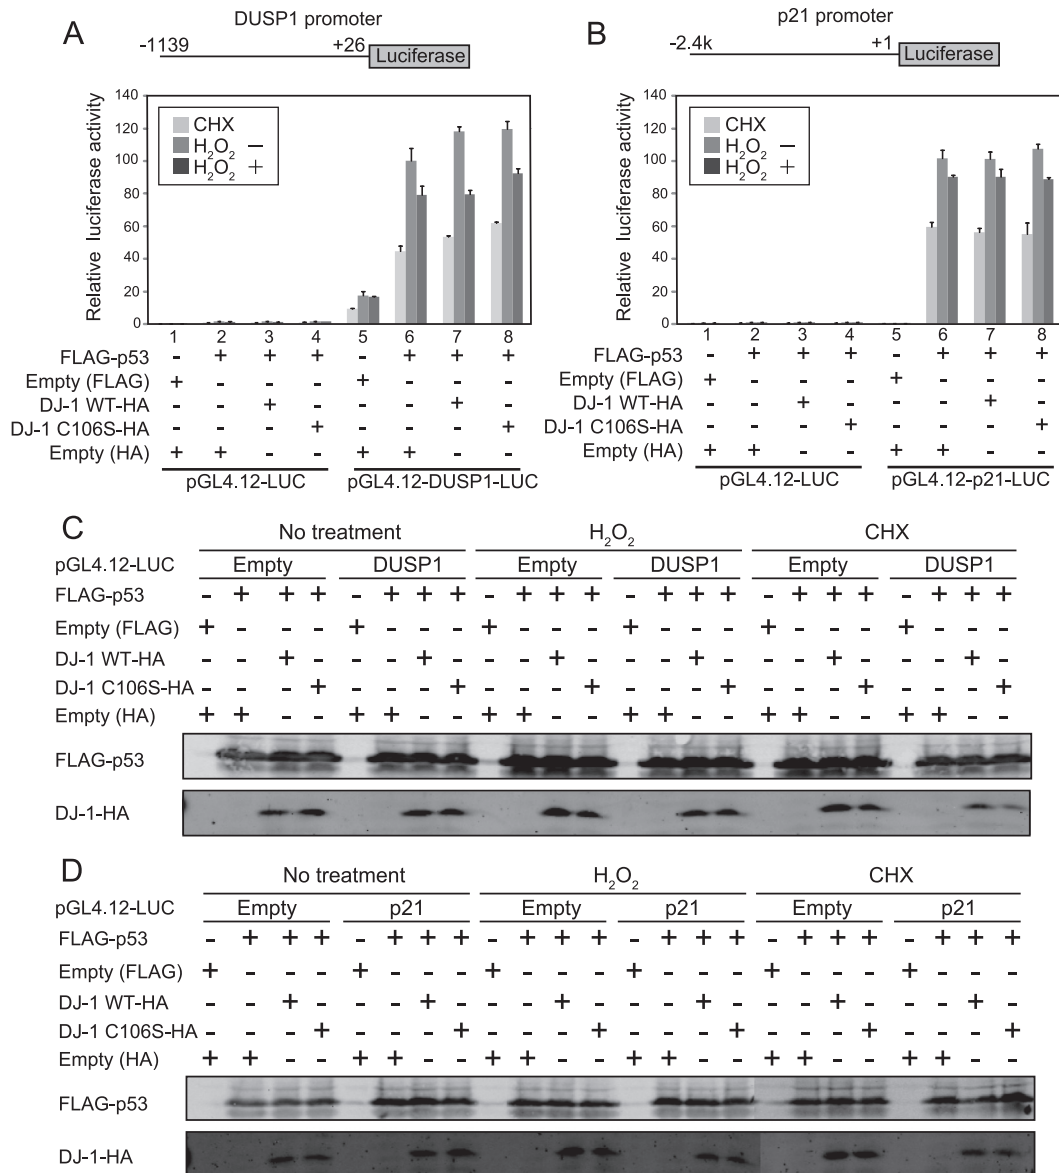 A
DUSP1 promoter
-1139 +26
Luciferase
Relative luciferase activity
140
120
100
80
60
40
20
0
CHX
H₂O₂ −
H₂O₂ +
1 2 3 4 5 6 7 8
FLAG-p53 - + + + - + + +
Empty (FLAG) + - - - + - - -
DJ-1 WT-HA - - + - - - + -
DJ-1 C106S-HA - - - + - - - +
Empty (HA) + + - - + + - -
pGL4.12-LUC pGL4.12-DUSP1-LUC
B
p21 promoter
-2.4k +1
Luciferase
Relative luciferase activity
140
120
100
80
60
40
20
0
CHX
H₂O₂ −
H₂O₂ +
1 2 3 4 5 6 7 8
FLAG-p53 - + + + - + + +
Empty (FLAG) + - - - + - - -
DJ-1 WT-HA - - + - - - + -
DJ-1 C106S-HA - - - + - - - +
Empty (HA) + + - - + + - -
pGL4.12-LUC pGL4.12-p21-LUC
C
No treatment H₂O₂ CHX
pGL4.12-LUC Empty DUSP1 Empty DUSP1 Empty DUSP1
FLAG-p53 - + + + - + + + - + + + - + + + - + + + - + + +
Empty (FLAG) + - - - + - - - + - - - + - - - + - - - + - - -
DJ-1 WT-HA - - + - - - + - - - + - - - + - - - + - - - + -
DJ-1 C106S-HA - - - + - - - + - - - + - - - + - - - + - - - +
Empty (HA) + + - - + + - - + + - - + + - - + + - - + + - -
FLAG-p53
DJ-1-HA
D
No treatment H₂O₂ CHX
pGL4.12-LUC Empty p21 Empty p21 Empty p21
FLAG-p53 - + + + - + + + - + + + - + + + - + + + - + + +
Empty (FLAG) + - - - + - - - + - - - + - - - + - - - + - - -
DJ-1 WT-HA - - + - - - + - - - + - - - + - - - + - - - + -
DJ-1 C106S-HA - - - + - - - + - - - + - - - + - - - + - - - +
Empty (HA) + + - - + + - - + + - - + + - - + + - - + + - -
FLAG-p53
DJ-1-HA